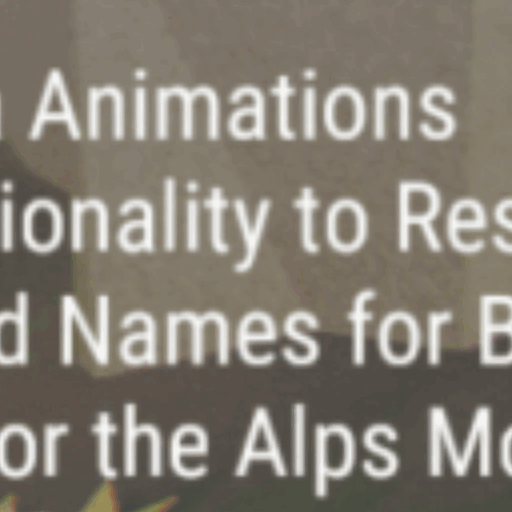 Animations
ionality to Res
d Names for B
or the Alps Mo